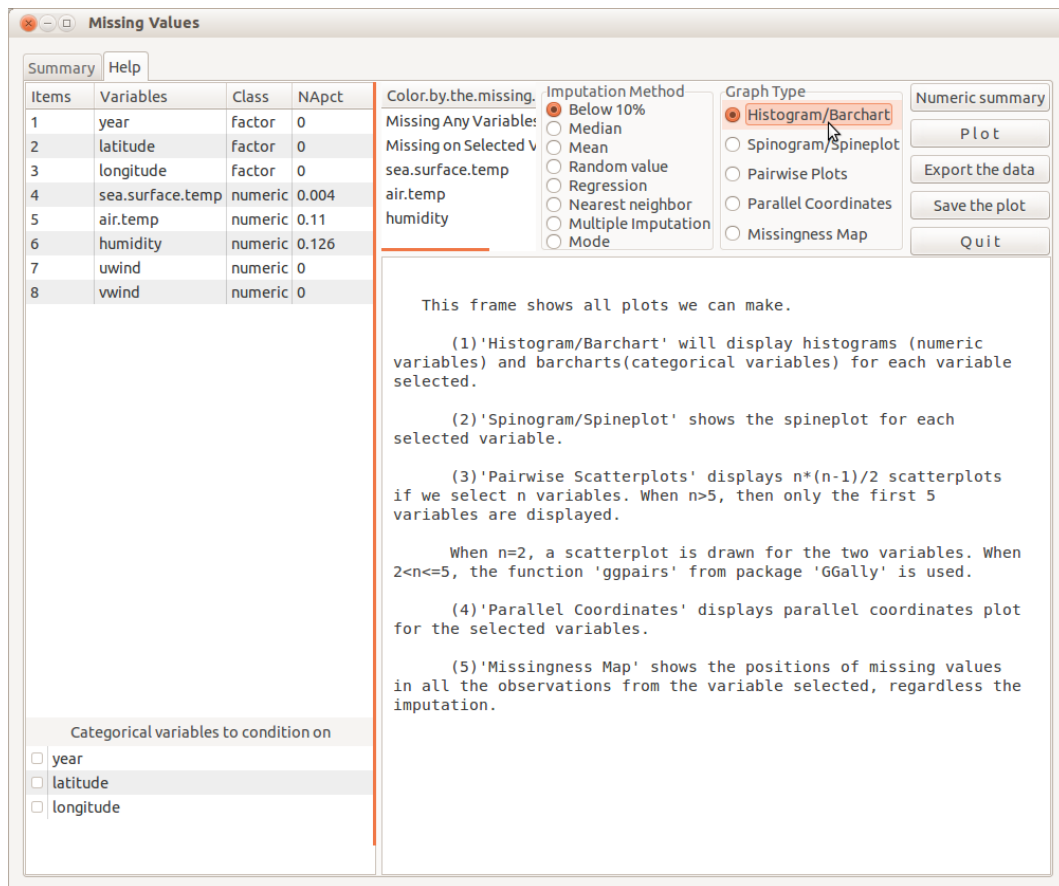 Missing Values
Summary Help
Items Variables Class NApct
1 year factor 0
2 latitude factor 0
3 longitude factor 0
4 sea.surface.temp numeric 0.004
5 air.temp numeric 0.11
6 humidity numeric 0.126
7 uwind numeric 0
8 vwind numeric 0
Categorical variables to condition on
year
latitude
longitude
Color.by.the.missing.
Missing Any Variables
Missing on Selected V
sea.surface.temp
air.temp
humidity
Imputation Method
Below 10%
Median
Mean
Random value
Regression
Nearest neighbor
Multiple Imputation
Mode
Graph Type
Histogram/Barchart
Spinogram/Spineplot
Pairwise Plots
Parallel Coordinates
Missingness Map
Numeric summary
Plot
Export the data
Save the plot
Quit
This frame shows all plots we can make.
(1)'Histogram/Barchart' will display histograms (numeric
variables) and barcharts(categorical variables) for each variable
selected.
(2)'Spinogram/Spineplot' shows the spineplot for each
selected variable.
(3)'Pairwise Scatterplots' displays n*(n-1)/2 scatterplots
if we select n variables. When n>5, then only the first 5
variables are displayed.
When n=2, a scatterplot is drawn for the two variables. When
2<n<=5, the function 'ggpairs' from package 'GGally' is used.
(4)'Parallel Coordinates' displays parallel coordinates plot
for the selected variables.
(5)'Missingness Map' shows the positions of missing values
in all the observations from the variable selected, regardless the
imputation.